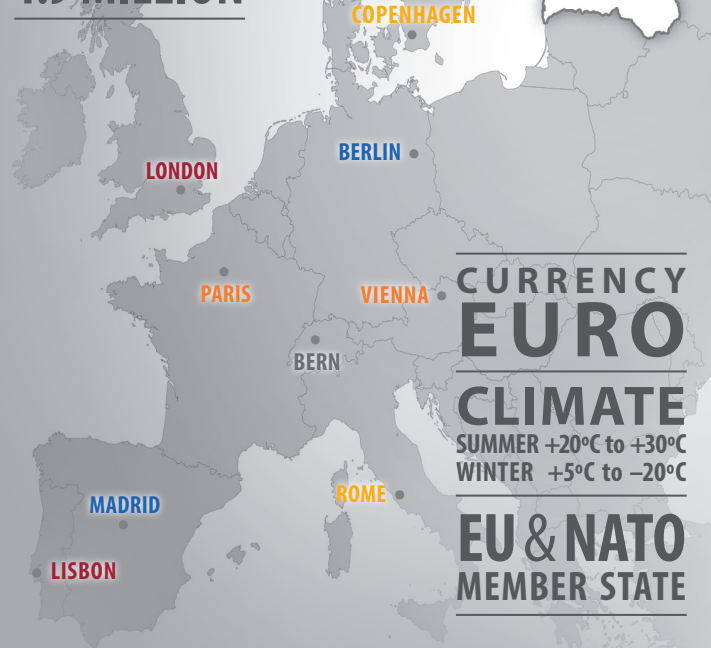 COPENHAGEN
BERLIN
LONDON
PARIS
VIENNA
BERN
MADRID
ROME
LISBON
CURRENCY
EURO
CLIMATE
SUMMER +20ºC to +30ºC
WINTER +5ºC to –20ºC
EU & NATO
MEMBER STATE